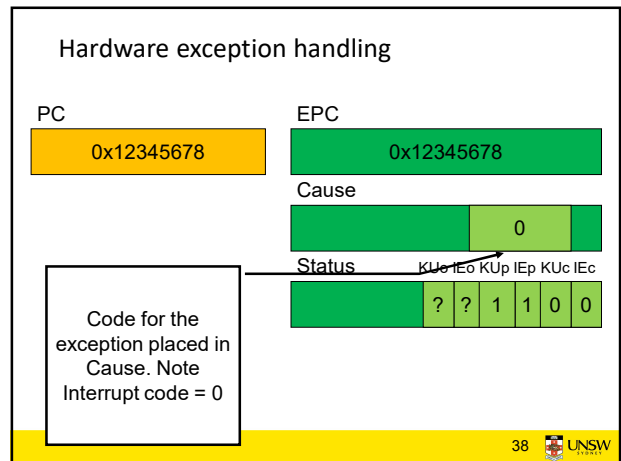 Hardware exception handling
PC
EPC
0x12345678
0x12345678
Cause
0
Status
KUo IEo KUp IEp KUc IEc
? ? 1 1 0 0
Code for the
exception placed in
Cause. Note
Interrupt code = 0
38
UNSW
SYDNEY